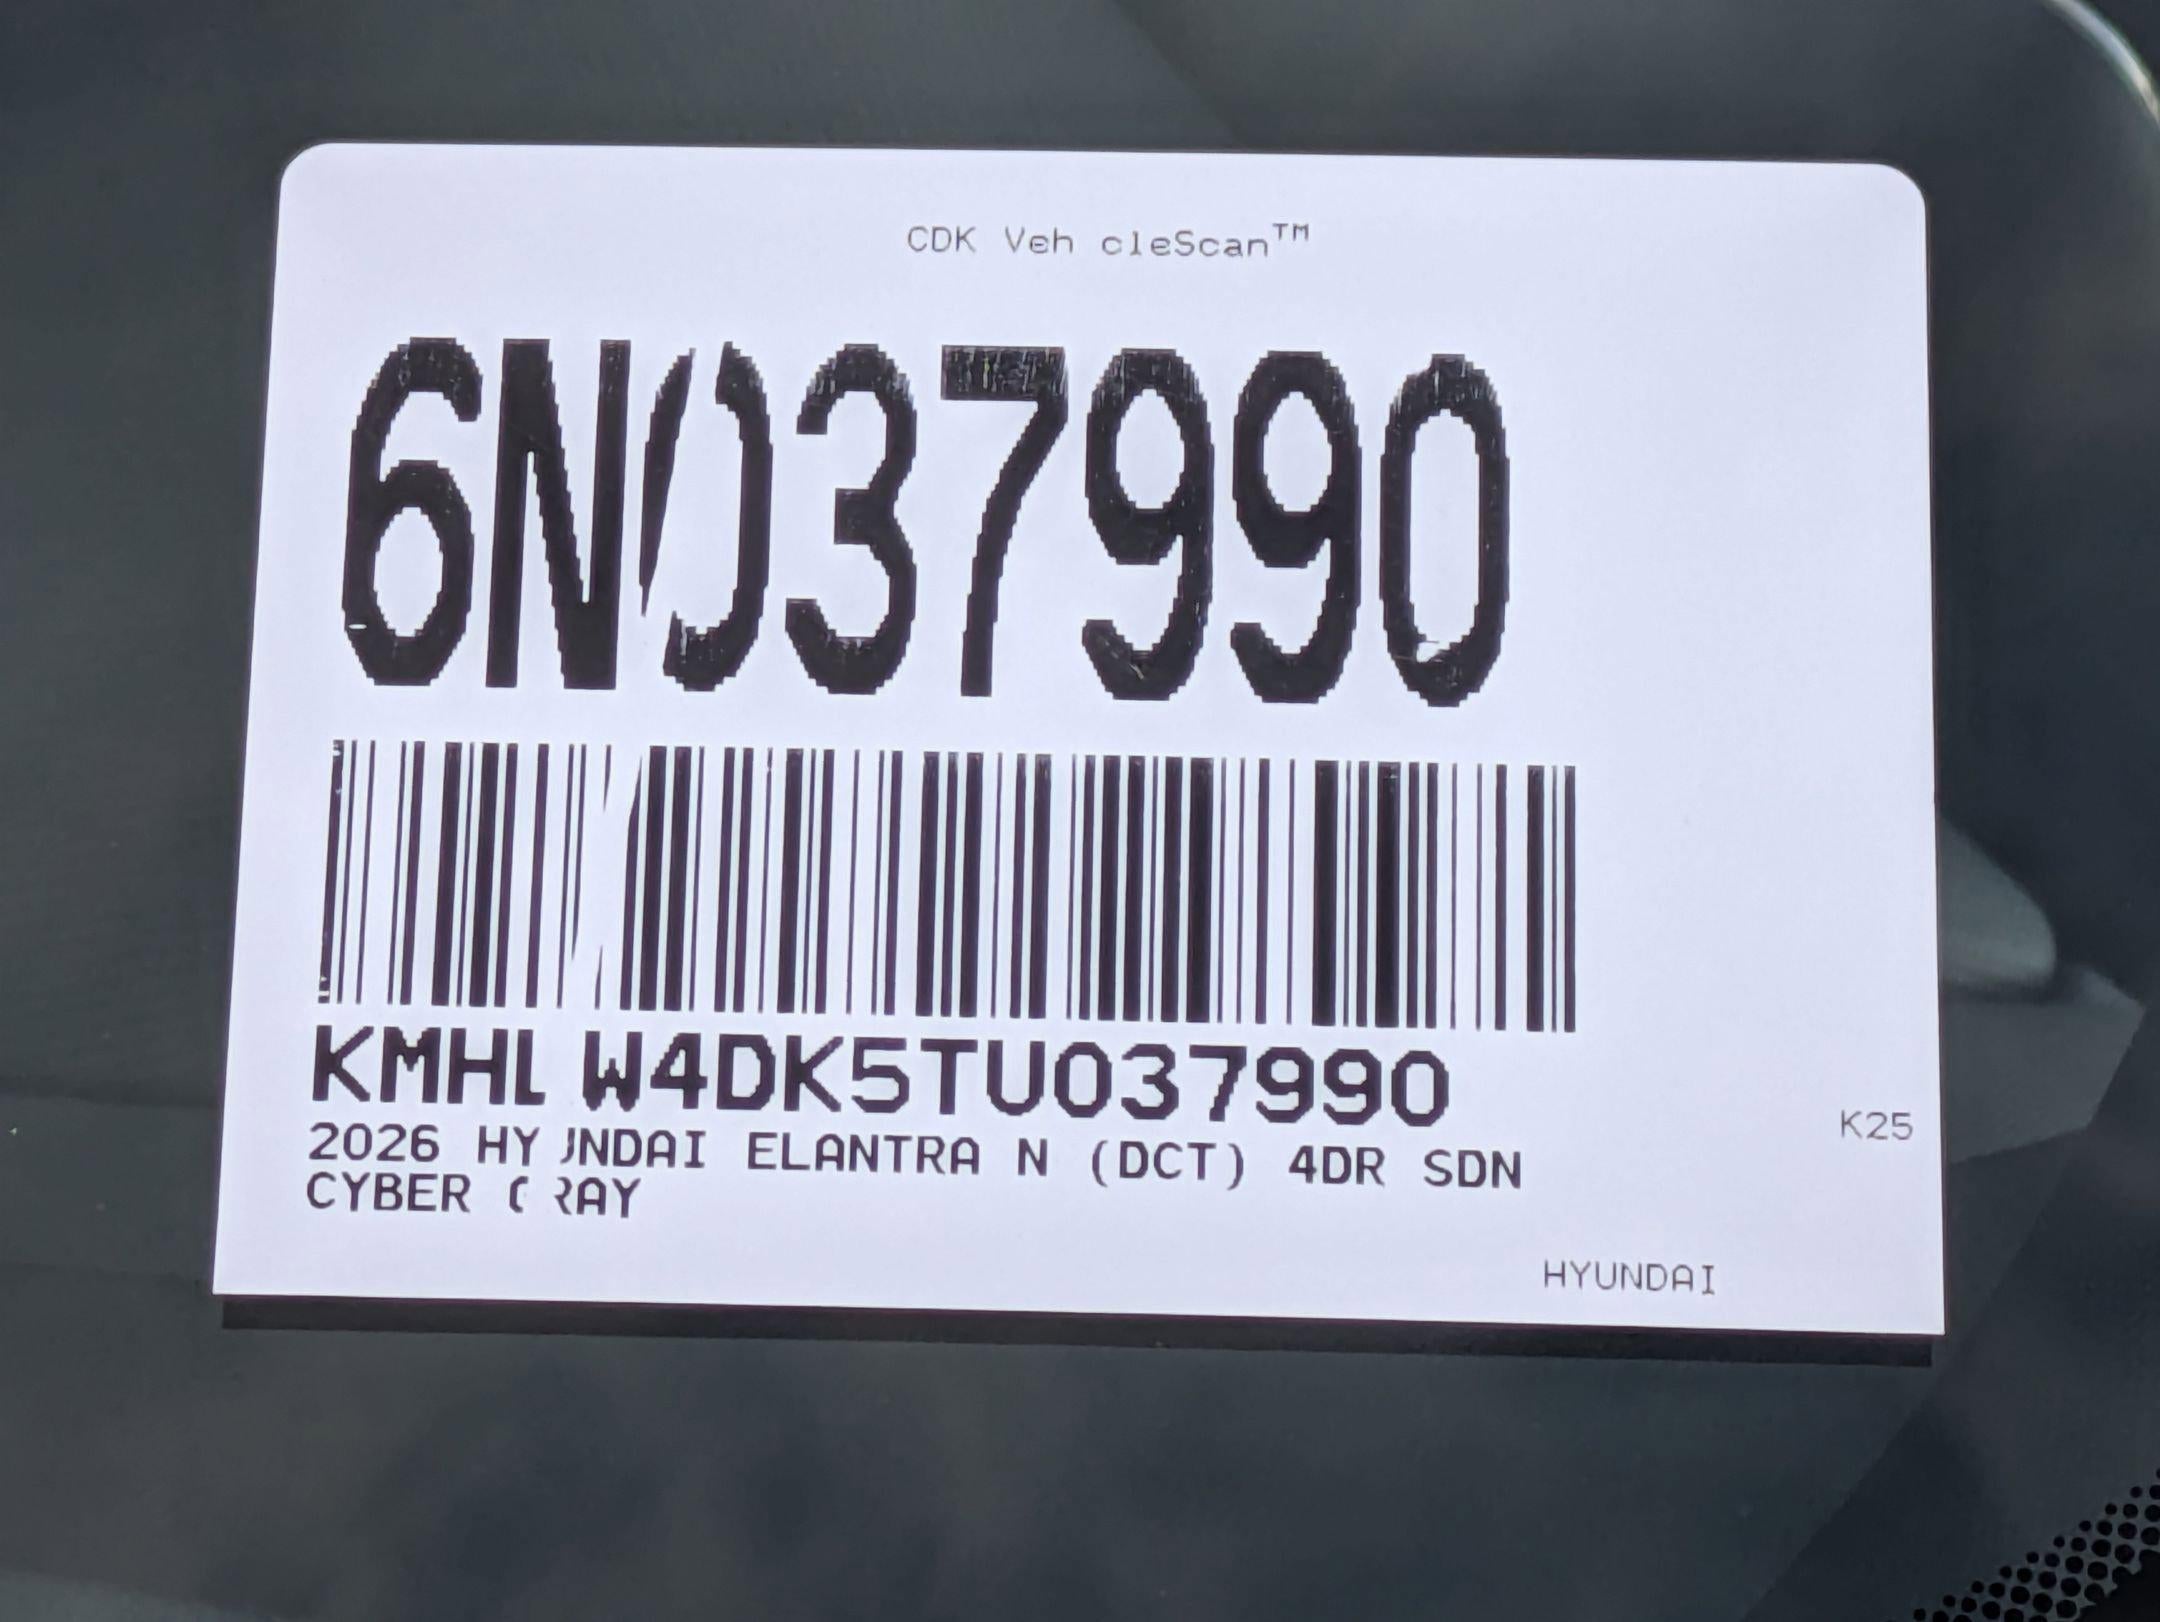 CDK Veh cleScan™
6N037990
KMHL W4DK5TU037990
2026 HYUNDAI ELANTRA N (DCT) 4DR SDN
CYBER GRAY
K25
HYUNDAI